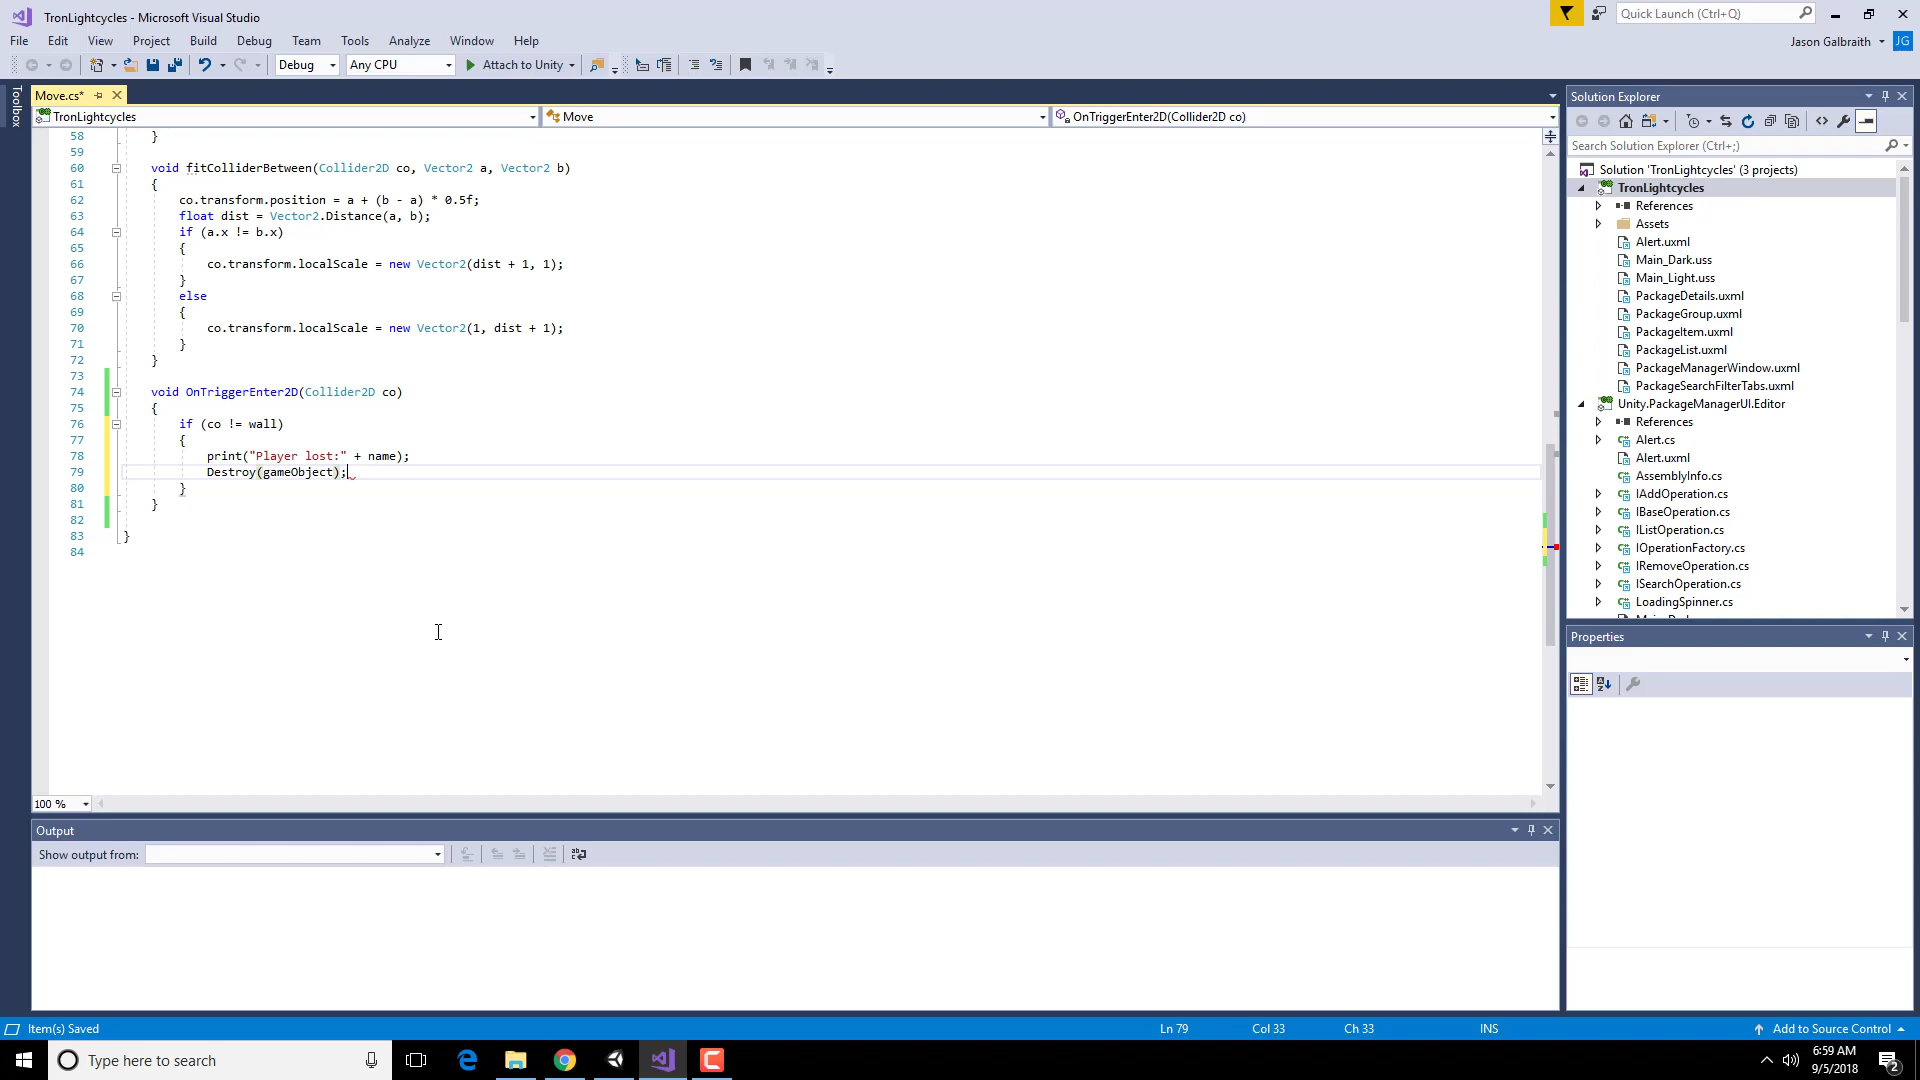 TronLightcycles - Microsoft Visual Studio
Quick Launch (Ctrl+Q)
File Edit View Project Build Debug Team Tools Analyze Window Help
Jason Galbraith JG
Debug Any CPU Attach to Unity
Toolbox
Move.cs*
TronLightcycles Move OnTriggerEnter2D(Collider2D co)
58 }
59
60 void fitColliderBetween(Collider2D co, Vector2 a, Vector2 b)
61 {
62 co.transform.position = a + (b - a) * 0.5f;
63 float dist = Vector2.Distance(a, b);
64 if (a.x != b.x)
65 {
66 co.transform.localScale = new Vector2(dist + 1, 1);
67 }
68 else
69 {
70 co.transform.localScale = new Vector2(1, dist + 1);
71 }
72 }
73
74 void OnTriggerEnter2D(Collider2D co)
75 {
76 if (co != wall)
77 {
78 print("Player lost:" + name);
79 Destroy(gameObject);
80 }
81 }
82
83 }
84
100 %
Output
Show output from:
Solution Explorer
Search Solution Explorer (Ctrl+;)
Solution 'TronLightcycles' (3 projects)
TronLightcycles
References
Assets
Alert.uxml
Main_Dark.uss
Main_Light.uss
PackageDetails.uxml
PackageGroup.uxml
PackageItem.uxml
PackageList.uxml
PackageManagerWindow.uxml
PackageSearchFilterTabs.uxml
Unity.PackageManagerUI.Editor
References
Alert.cs
Alert.uxml
AssemblyInfo.cs
IAddOperation.cs
IBaseOperation.cs
IListOperation.cs
IOperationFactory.cs
IRemoveOperation.cs
ISearchOperation.cs
LoadingSpinner.cs
Properties
Item(s) Saved Ln 79 Col 33 Ch 33 INS Add to Source Control
Type here to search
6:59 AM
9/5/2018
2